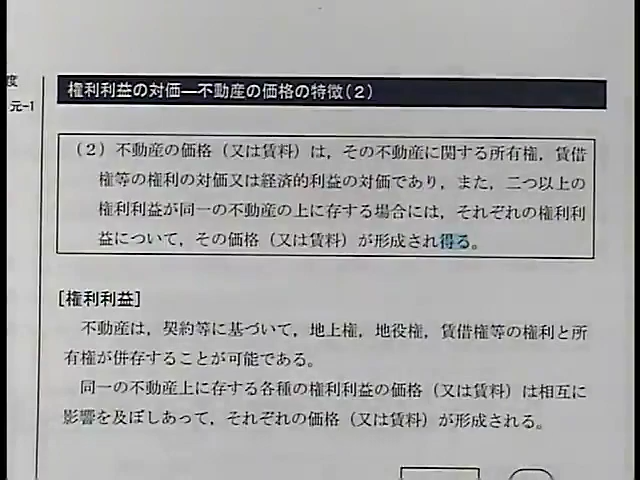 度
元-1
権利利益の対価―不動産の価格の特徴(2)
(2)不動産の価格(又は賃料)は,その不動産に関する所有権,賃借
権等の権利の対価又は経済的利益の対価であり,また,二つ以上の
権利利益が同一の不動産の上に存する場合には,それぞれの権利利
益について,その価格(又は賃料)が形成され得る。
[権利利益]
不動産は,契約等に基づいて,地上権,地役権,賃借権等の権利と所
有権が併存することが可能である。
同一の不動産上に存する各種の権利利益の価格(又は賃料)は相互に
影響を及ぼしあって,それぞれの価格(又は賃料)が形成される。